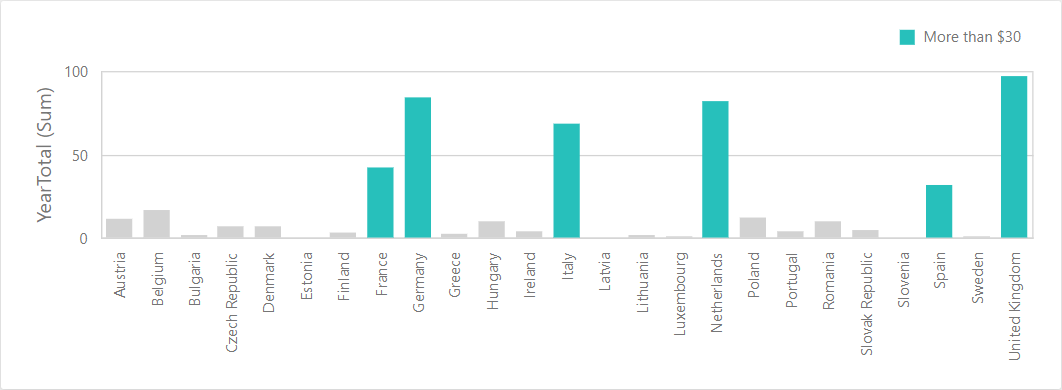 More than $30
YearTotal (Sum)
100
50
0
Austria
Belgium
Bulgaria
Czech Republic
Denmark
Estonia
Finland
France
Germany
Greece
Hungary
Ireland
Italy
Latvia
Lithuania
Luxembourg
Netherlands
Poland
Portugal
Romania
Slovak Republic
Slovenia
Spain
Sweden
United Kingdom